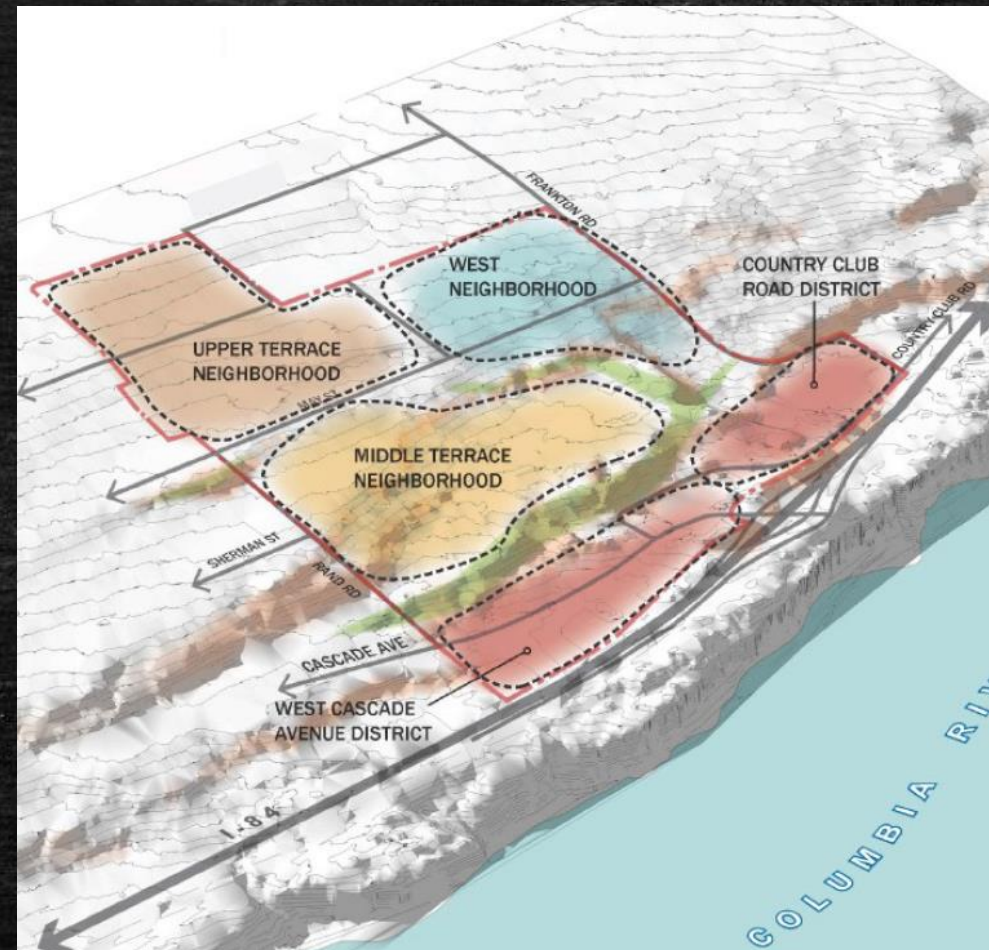 FRANKTON RD
WEST
NEIGHBORHOOD
COUNTRY CLUB
ROAD DISTRICT
COUNTRY CLUB RD
UPPER TERRACE
NEIGHBORHOOD
MAY ST
MIDDLE TERRACE
NEIGHBORHOOD
SHERMAN ST
RAND RD
CASCADE AVE
WEST CASCADE
AVENUE DISTRICT
I-84
COLUMBIA RIV